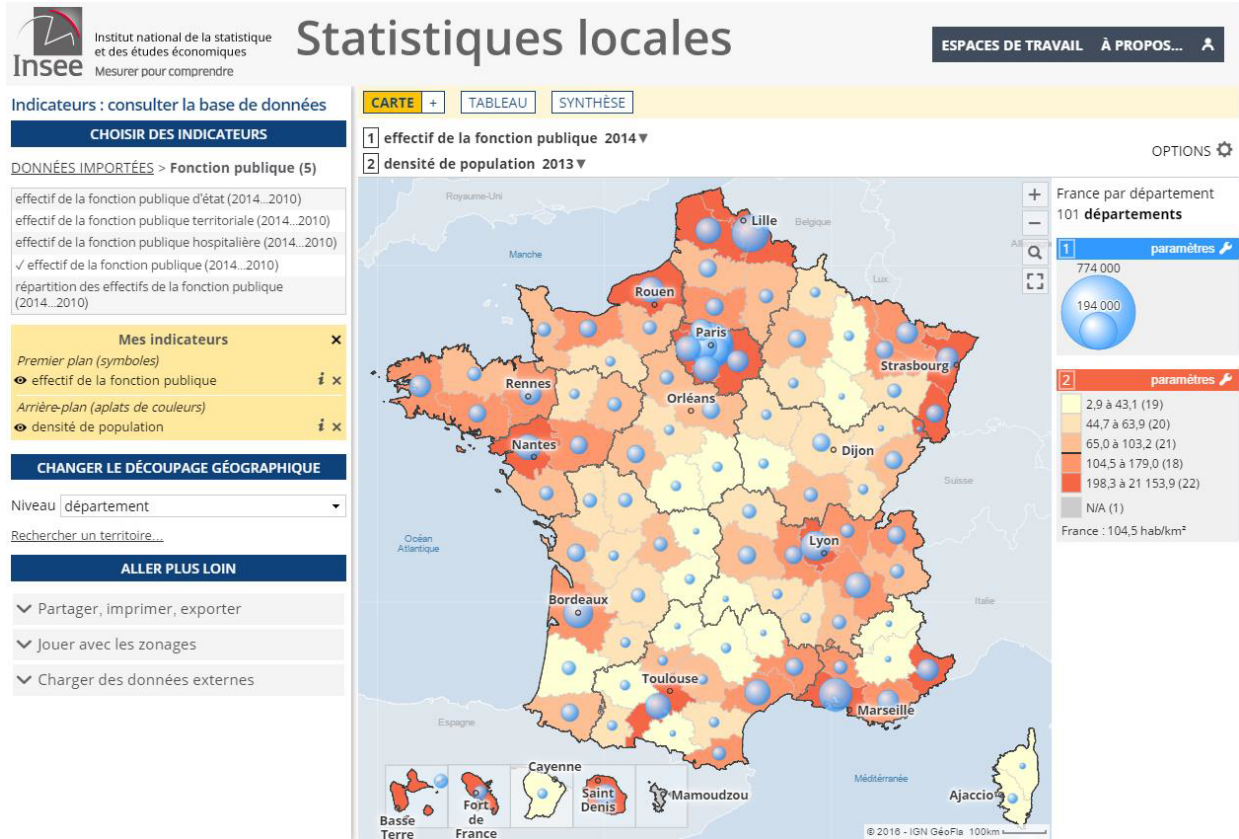 Insee
Institut national de la statistique
et des études économiques
Mesurer pour comprendre
Statistiques locales
ESPACES DE TRAVAIL À PROPOS...
Indicateurs : consulter la base de données
CHOISIR DES INDICATEURS
DONNÉES IMPORTÉES > Fonction publique (5)
effectif de la fonction publique d'état (2014...2010)
effectif de la fonction publique territoriale (2014...2010)
effectif de la fonction publique hospitalière (2014...2010)
✓ effectif de la fonction publique (2014...2010)
répartition des effectifs de la fonction publique
(2014...2010)
Mes indicateurs ×
Premier plan (symboles)
effectif de la fonction publique i ×
Arrière-plan (aplats de couleurs)
densité de population i ×
CHANGER LE DÉCOUPAGE GÉOGRAPHIQUE
Niveau département
Rechercher un territoire...
ALLER PLUS LOIN
Partager, imprimer, exporter
Jouer avec les zonages
Charger des données externes
CARTE +
TABLEAU
SYNTHÈSE
1 effectif de la fonction publique 2014 ▼
2 densité de population 2013 ▼
OPTIONS
Royaume-Uni
Lille
Belgique
Manche
Lux.
Rouen
Paris
Strasbourg
Rennes
Orléans
Nantes
Dijon
Suisse
Océan
Atlantique
Lyon
Bordeaux
Italie
Toulouse
Marseille
Espagne
Méditerranée
Cayenne
Ajaccio
Basse
Terre
Fort
de
France
Saint
Denis
Mamoudzou
© 2016 - IGN GéoFla 100km
+
−
France par département
101 départements
1 paramètres
774 000
194 000
2 paramètres
2,9 à 43,1 (19)
44,7 à 63,9 (20)
65,0 à 103,2 (21)
104,5 à 179,0 (18)
198,3 à 21 153,9 (22)
N/A (1)
France : 104,5 hab/km²